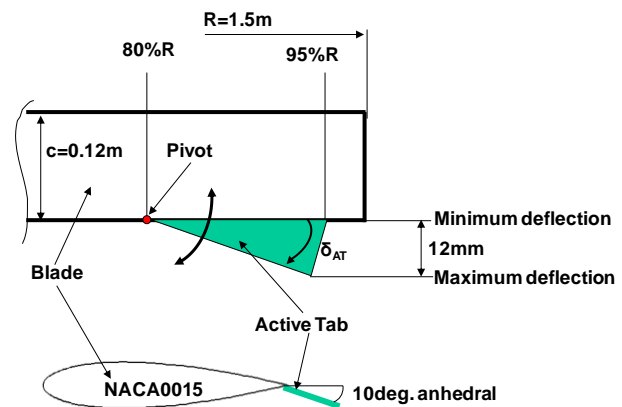 R=1.5m
80%R
95%R
c=0.12m
Pivot
Minimum deflection
δAT
12mm
Blade
Maximum deflection
Active Tab
NACA0015
10deg. anhedral